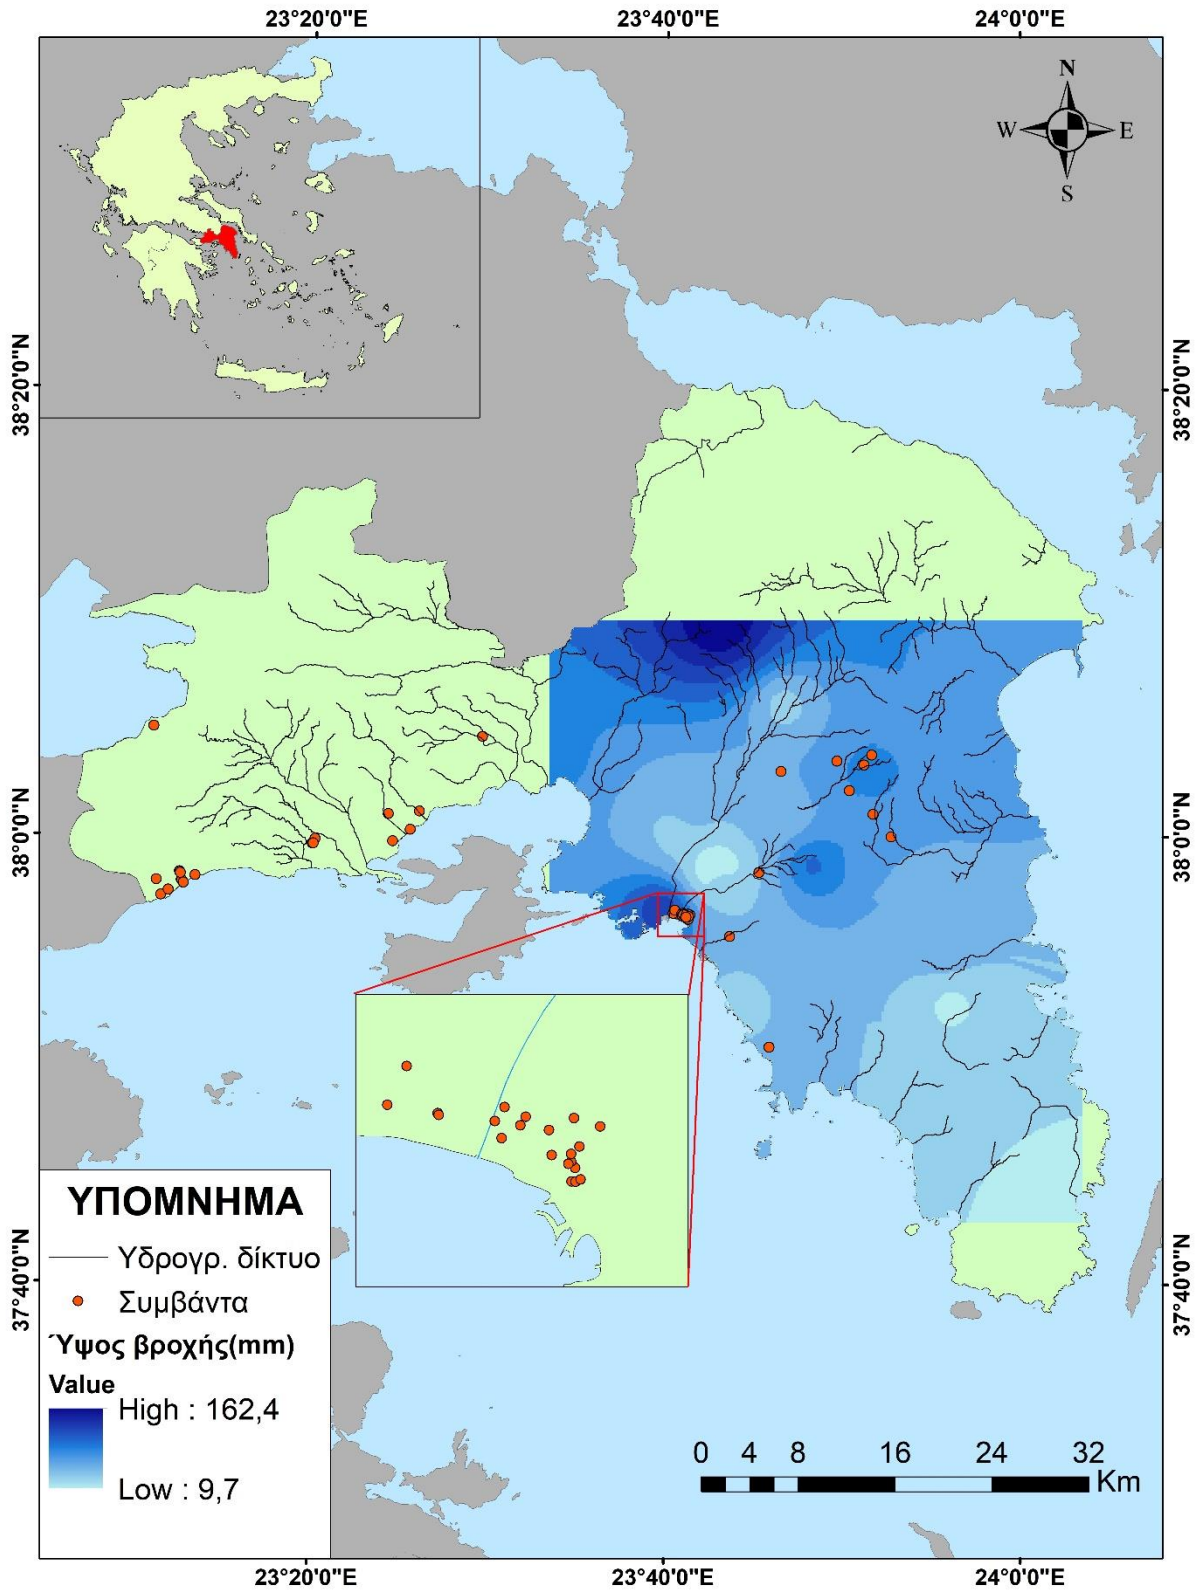 23°20'0"E
23°40'0"E
24°0'0"E
N
W
E
S
38°20'0"N
38°20'0"N
38°0'0"N
38°0'0"N
37°40'0"N
37°40'0"N
ΥΠΟΜΝΗΜΑ
Υδρογρ. δίκτυο
Συμβάντα
Ύψος βροχής(mm)
Value
High : 162,4
Low : 9,7
0 4 8 16 24 32
Km
23°20'0"E
23°40'0"E
24°0'0"E